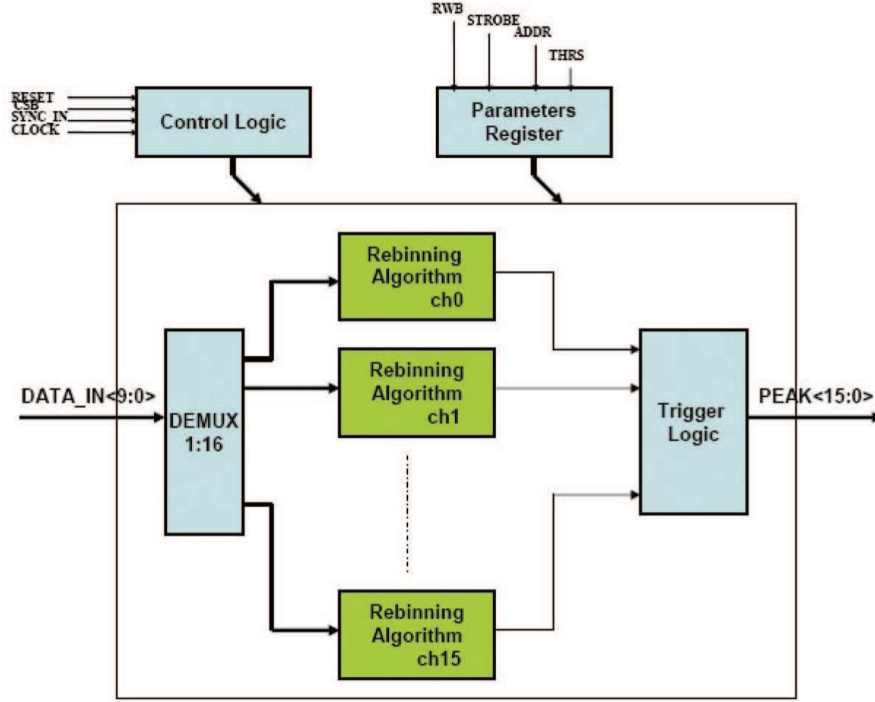 RWB
STROBE
ADDR
THRS
RESET
CSB
SYNC_IN
CLOCK
Control Logic
Parameters
Register
Rebinning
Algorithm
ch0
Rebinning
Algorithm
ch1
DATA_IN<9:0>
DEMUX
1:16
Trigger
Logic
PEAK<15:0>
Rebinning
Algorithm
ch15